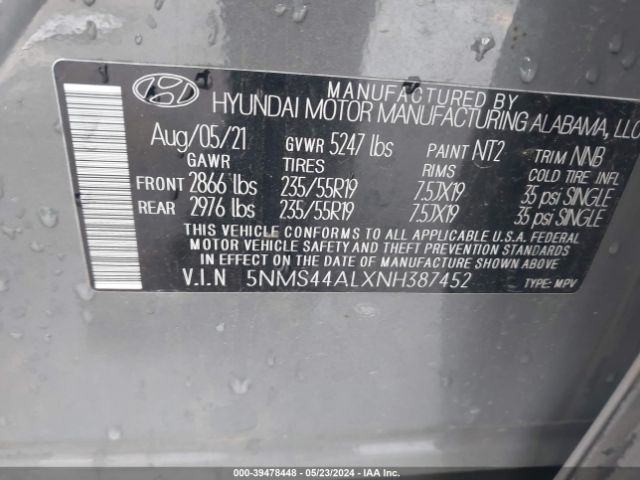 MANUFACTURED BY
HYUNDAI MOTOR MANUFACTURING ALABAMA, LLC
Aug/05/21 GVWR 5247 lbs PAINT NT2 TRIM NNB
GAWR TIRES RIMS COLD TIRE INFL
FRONT 2866 lbs 235/55R19 7.5JX19 35 psi SINGLE
REAR 2976 lbs 235/55R19 7.5JX19 35 psi SINGLE
THIS VEHICLE CONFORMS TO ALL APPLICABLE U.S.A. FEDERAL
MOTOR VEHICLE SAFETY AND THEFT PREVENTION STANDARDS
IN EFFECT ON THE DATE OF MANUFACTURE SHOWN ABOVE.
V.I.N 5NMS44ALXNH387452 TYPE: MPV
000-39478448 - 05/23/2024 - IAA, Inc.